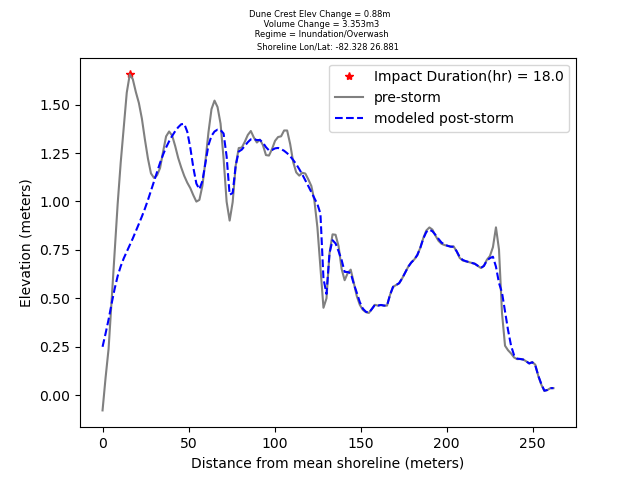 Dune Crest Elev Change = 0.88m
Volume Change = 3.353m3
Regime = Inundation/Overwash
Shoreline Lon/Lat: -82.328 26.881
Impact Duration(hr) = 18.0
pre-storm
modeled post-storm
Elevation (meters)
1.50
1.25
1.00
0.75
0.50
0.25
0.00
0 50 100 150 200 250
Distance from mean shoreline (meters)